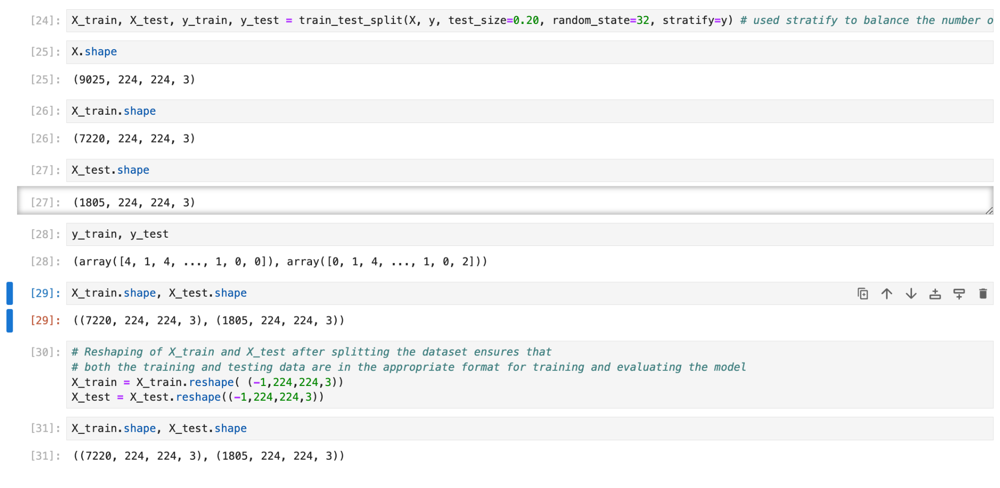 [24]: X_train, X_test, y_train, y_test = train_test_split(X, y, test_size=0.20, random_state=32, stratify=y) # used stratify to balance the number
[25]: X.shape
[25]: (9025, 224, 224, 3)
[26]: X_train.shape
[26]: (7220, 224, 224, 3)
[27]: X_test.shape
[27]: (1805, 224, 224, 3)
[28]: y_train, y_test
[28]: (array([4, 1, 4, ..., 1, 0, 0]), array([0, 1, 4, ..., 1, 0, 2]))
[29]: X_train.shape, X_test.shape
[29]: ((7220, 224, 224, 3), (1805, 224, 224, 3))
[30]: # Reshaping of X_train and X_test after splitting the dataset ensures that
# both the training and testing data are in the appropriate format for training and evaluating the model
X_train = X_train.reshape( (-1,224,224,3))
X_test = X_test.reshape((-1,224,224,3))
[31]: X_train.shape, X_test.shape
[31]: ((7220, 224, 224, 3), (1805, 224, 224, 3))